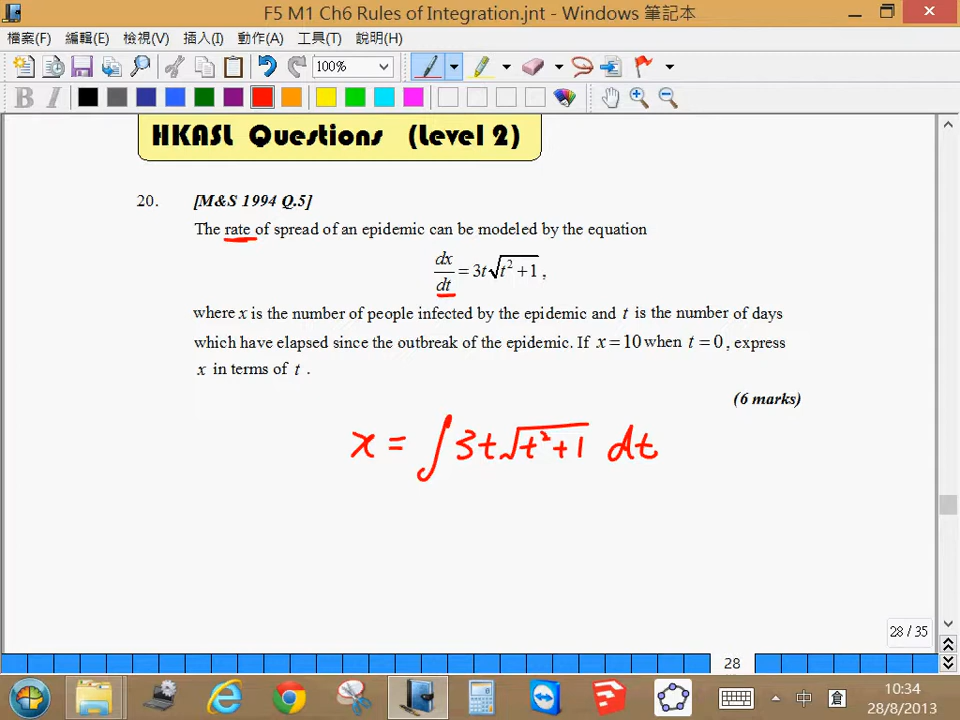 F5 M1 Ch6 Rules of Integration.jnt - Windows 筆記本
檔案(F) 編輯(E) 檢視(V) 插入(I) 動作(A) 工具(T) 說明(H)
100%
B I
HKASL Questions (Level 2)
20. [M&S 1994 Q.5]
The rate of spread of an epidemic can be modeled by the equation
dx/dt = 3t√(t²+1) ,
where x is the number of people infected by the epidemic and t is the number of days
which have elapsed since the outbreak of the epidemic. If x = 10 when t = 0 , express
x in terms of t .
(6 marks)
x = ∫ 3t √(t²+1) dt
28 / 35
28
中 倉 10:34
28/8/2013